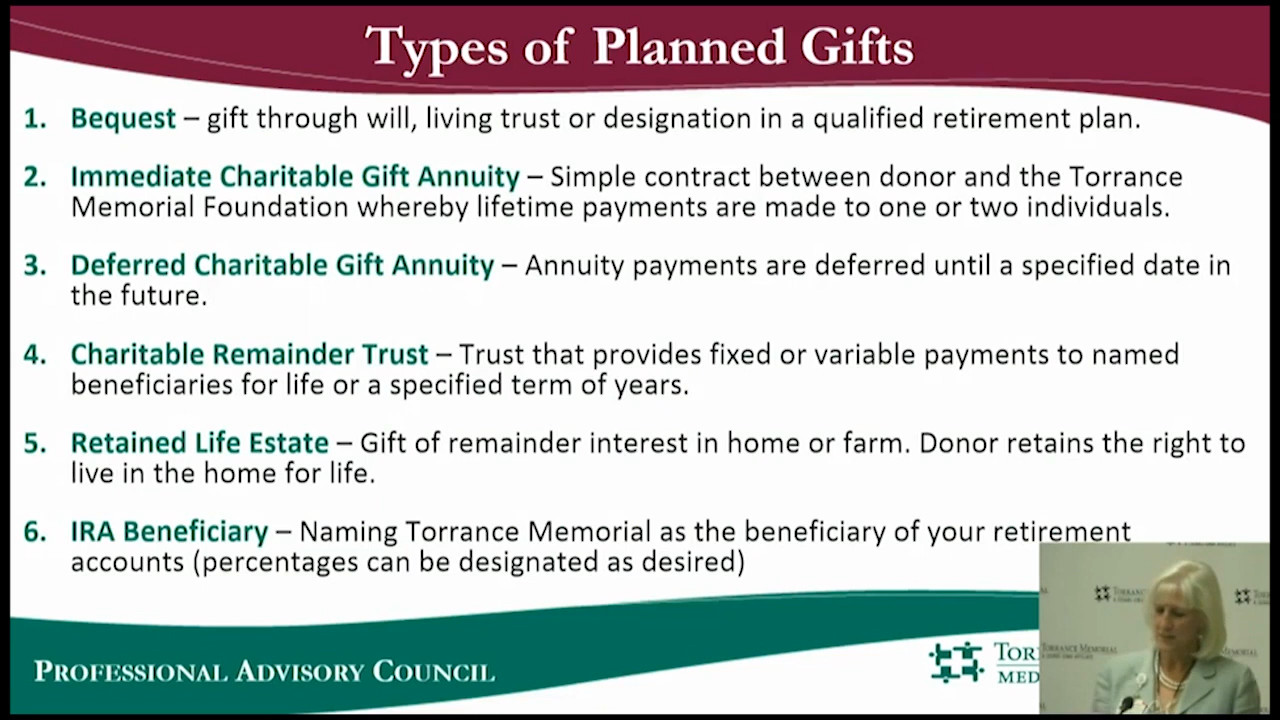 Types of Planned Gifts
1. Bequest – gift through will, living trust or designation in a qualified retirement plan.
2. Immediate Charitable Gift Annuity – Simple contract between donor and the Torrance
Memorial Foundation whereby lifetime payments are made to one or two individuals.
3. Deferred Charitable Gift Annuity – Annuity payments are deferred until a specified date in
the future.
4. Charitable Remainder Trust – Trust that provides fixed or variable payments to named
beneficiaries for life or a specified term of years.
5. Retained Life Estate – Gift of remainder interest in home or farm. Donor retains the right to
live in the home for life.
6. IRA Beneficiary – Naming Torrance Memorial as the beneficiary of your retirement
accounts (percentages can be designated as desired)
PROFESSIONAL ADVISORY COUNCIL
TORRANCE MEMORIAL